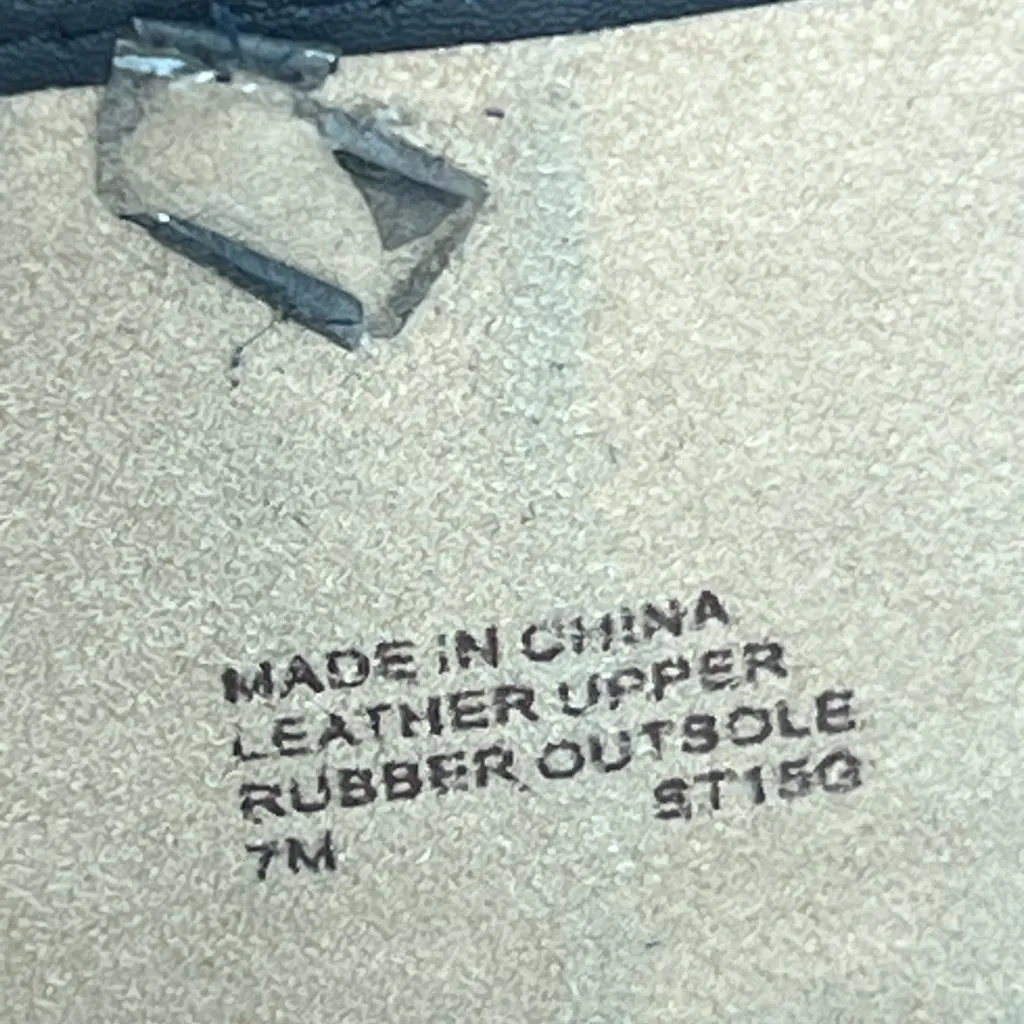 MADE IN CHINA
LEATHER UPPER
RUBBER OUTSOLE
ST15G
7M